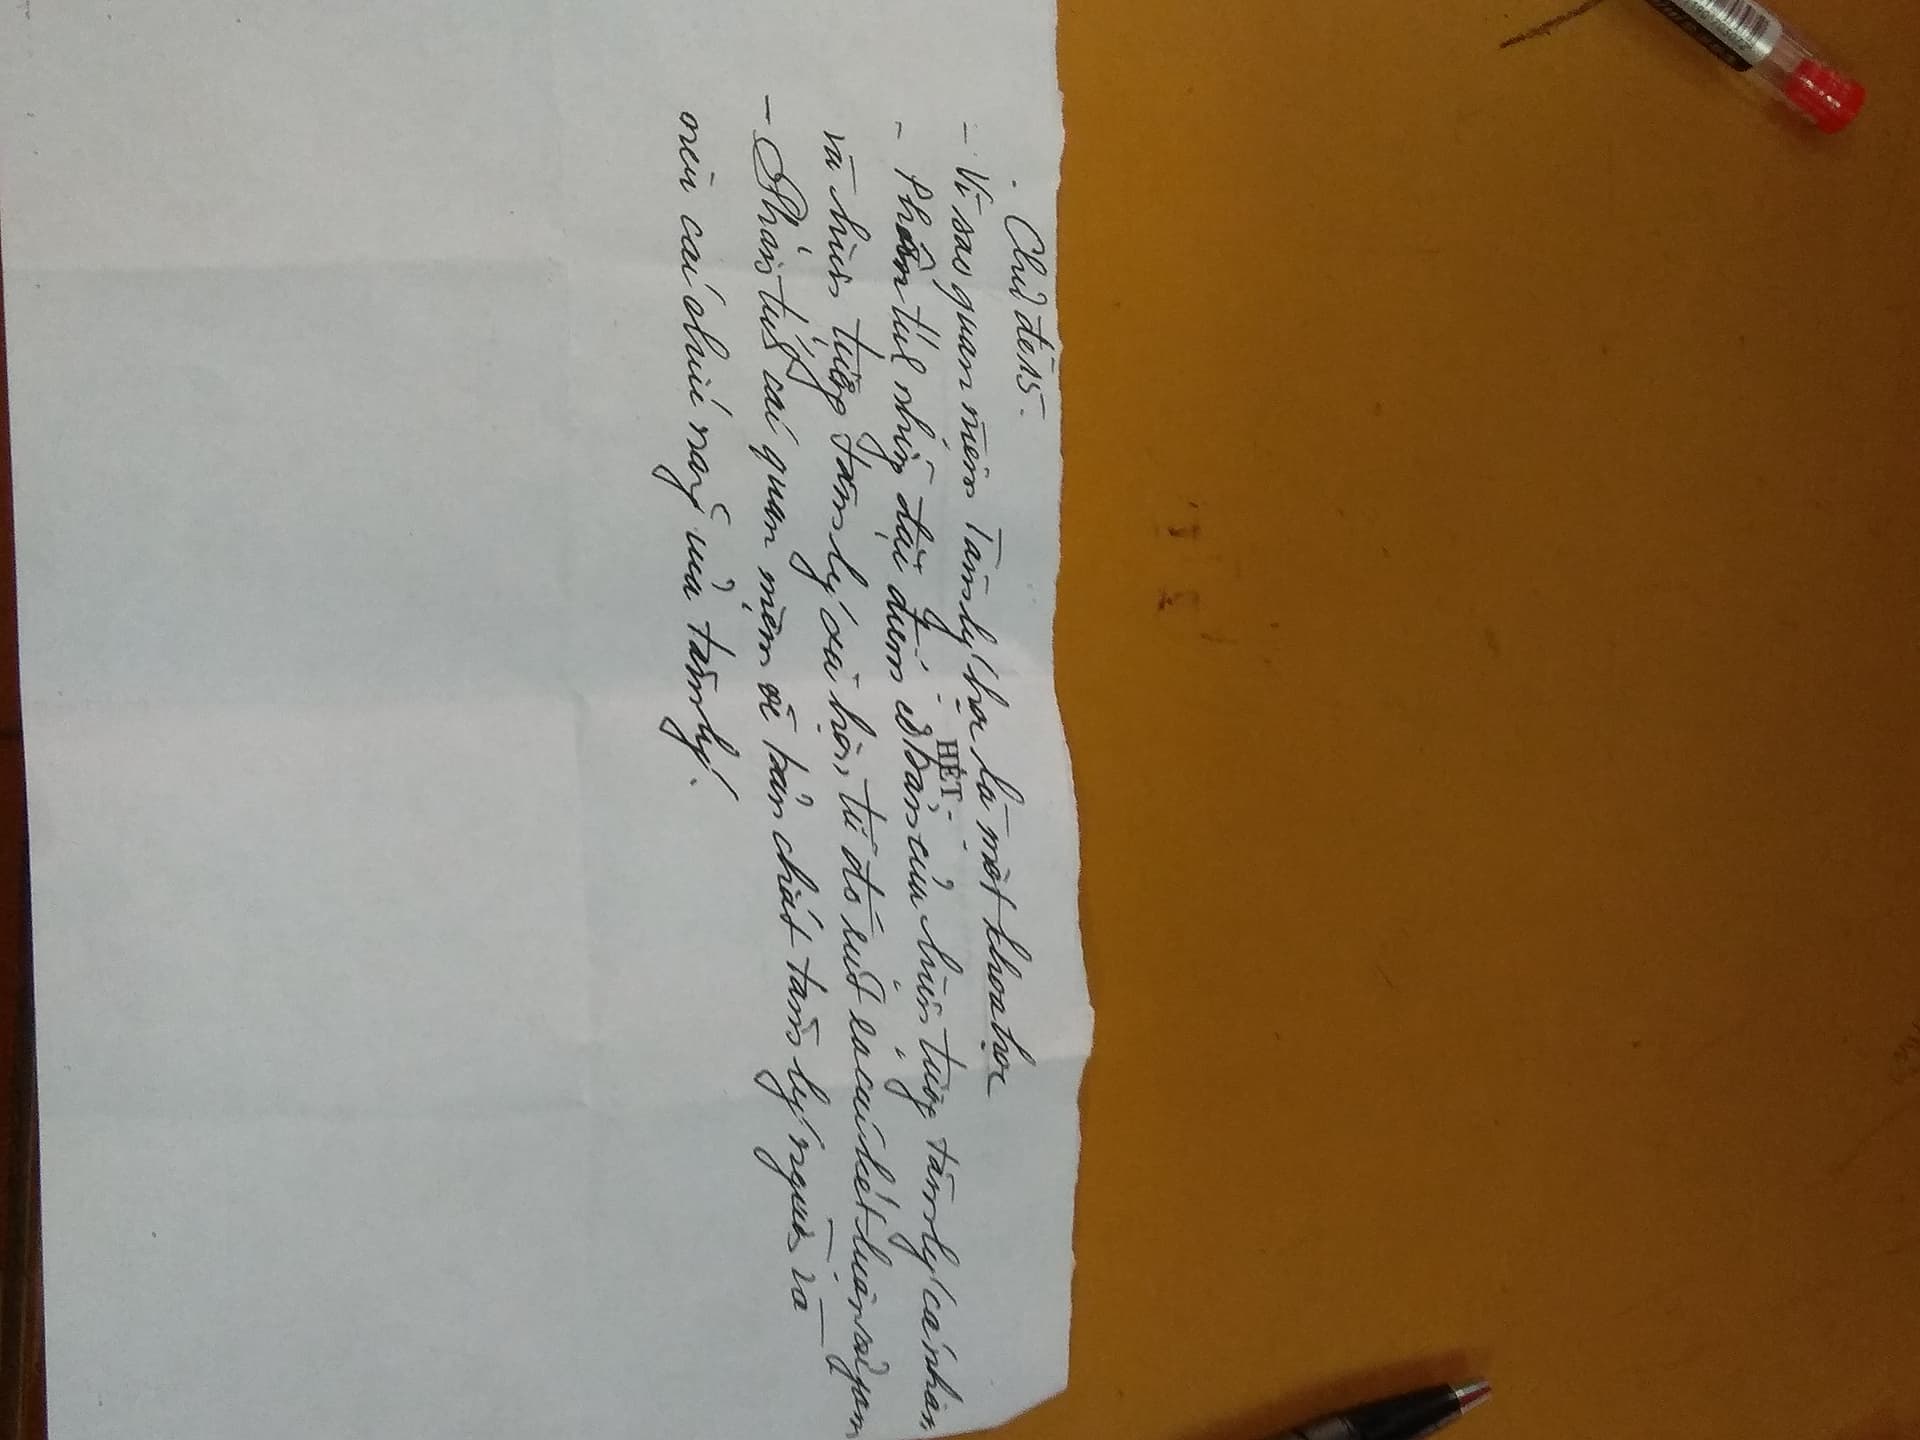 . Chủ đề 15.
- Vì sao quan niệm Tâm lý học là một khoa học
- HẾT -
- Phân tích những đặc điểm cơ bản của hiện tượng tâm lý cá nhân
và hiện tượng tâm lý xã hội, từ đó rút ra các kết luận
- Phân tích các quan niệm về bản chất tâm lý người và
nêu các chức năng của tâm lý.